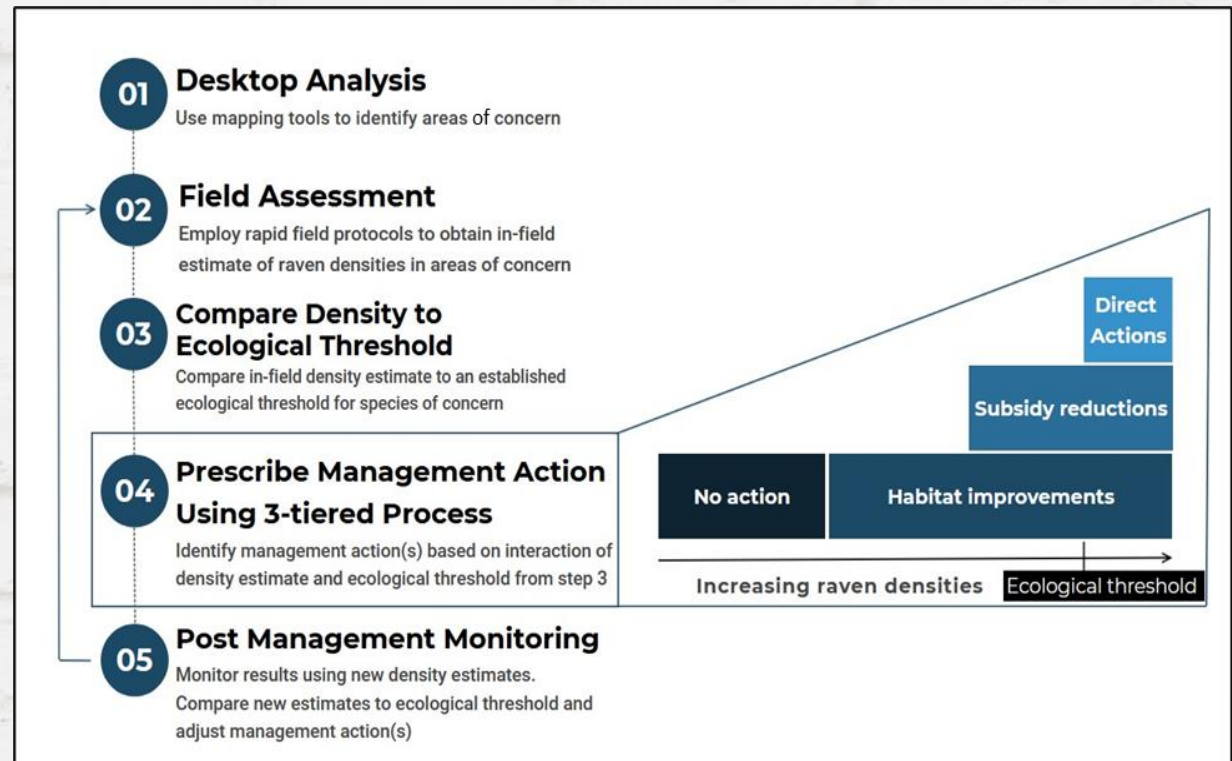 01
Desktop Analysis
Use mapping tools to identify areas of concern
02
Field Assessment
Employ rapid field protocols to obtain in-field
estimate of raven densities in areas of concern
03
Compare Density to
Ecological Threshold
Compare in-field density estimate to an established
ecological threshold for species of concern
04
Prescribe Management Action
Using 3-tiered Process
Identify management action(s) based on interaction of
density estimate and ecological threshold from step 3
05
Post Management Monitoring
Monitor results using new density estimates.
Compare new estimates to ecological threshold and
adjust management action(s)
Direct
Actions
Subsidy reductions
No action
Habitat improvements
Increasing raven densities
Ecological threshold